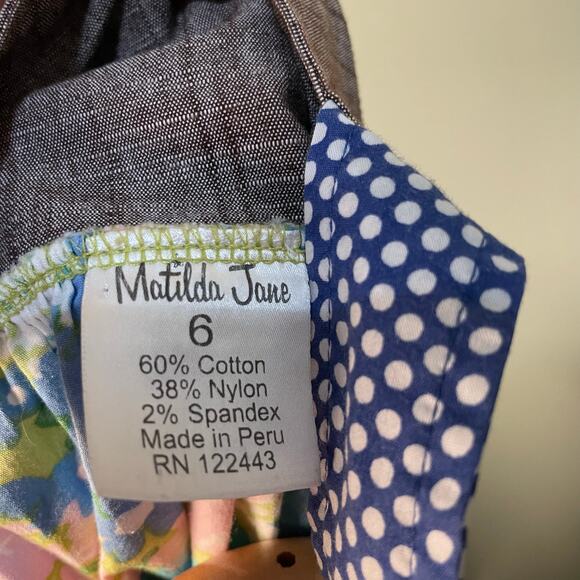 Matilda Jane
6
60% Cotton
38% Nylon
2% Spandex
Made in Peru
RN 122443